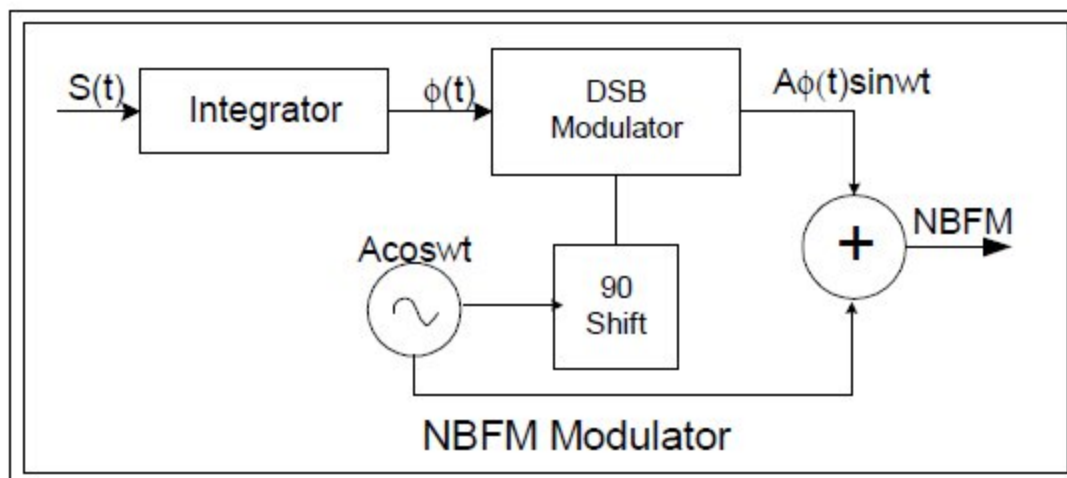 S(t)
Integrator
ϕ(t)
DSB
Modulator
Aϕ(t)sinwt
NBFM
+
Acoswt
90
Shift
NBFM Modulator